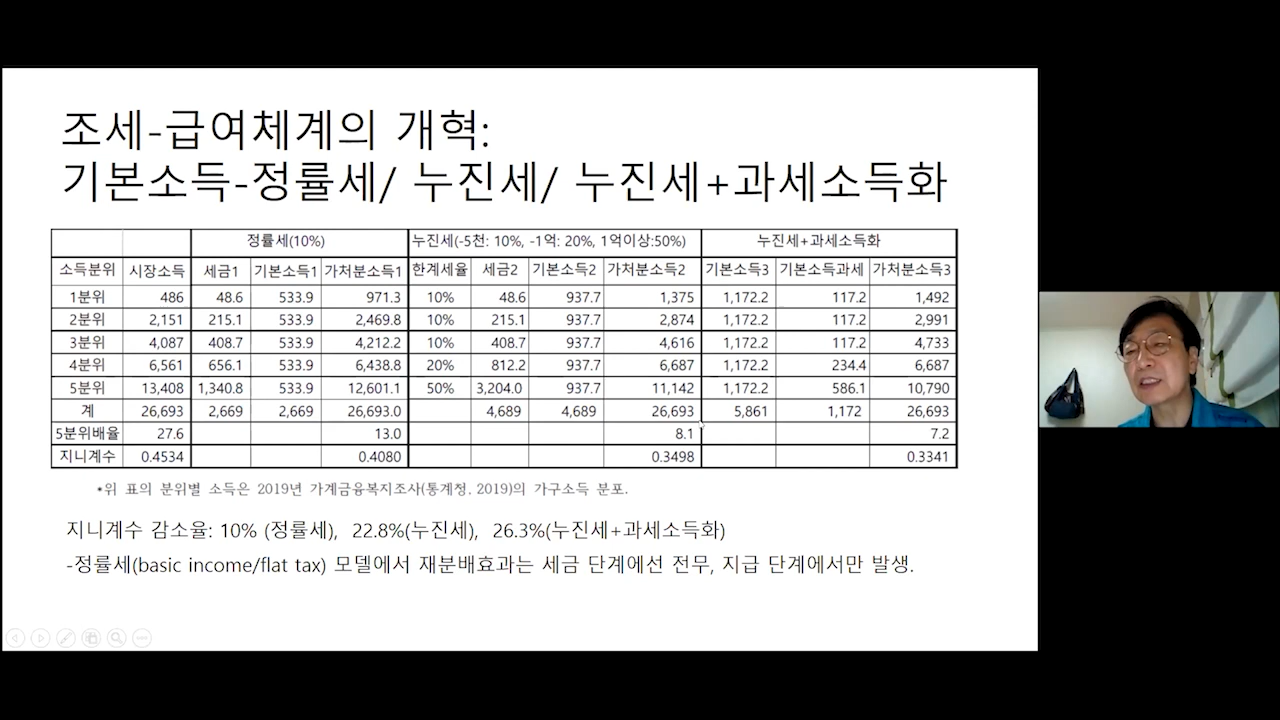 조세-급여체계의 개혁:
기본소득-정률세/ 누진세/ 누진세+과세소득화
정률세(10%) 누진세(-5천: 10%, -1억: 20%, 1억이상:50%) 누진세+과세소득화
소득분위 시장소득 세금1 기본소득1 가처분소득1 한계세율 세금2 기본소득2 가처분소득2 기본소득3 기본소득과세 가처분소득3
1분위 486 48.6 533.9 971.3 10% 48.6 937.7 1,375 1,172.2 117.2 1,492
2분위 2,151 215.1 533.9 2,469.8 10% 215.1 937.7 2,874 1,172.2 117.2 2,991
3분위 4,087 408.7 533.9 4,212.2 10% 408.7 937.7 4,616 1,172.2 117.2 4,733
4분위 6,561 656.1 533.9 6,438.8 20% 812.2 937.7 6,687 1,172.2 234.4 6,687
5분위 13,408 1,340.8 533.9 12,601.1 50% 3,204.0 937.7 11,142 1,172.2 586.1 10,790
계 26,693 2,669 2,669 26,693.0 4,689 4,689 26,693 5,861 1,172 26,693
5분위배율 27.6 13.0 8.1 7.2
지니계수 0.4534 0.4080 0.3498 0.3341
*위 표의 분위별 소득은 2019년 가계금융복지조사(통계청, 2019)의 가구소득 분포.
지니계수 감소율: 10% (정률세), 22.8%(누진세), 26.3%(누진세+과세소득화)
-정률세(basic income/flat tax) 모델에서 재분배효과는 세금 단계에선 전무, 지급 단계에서만 발생.